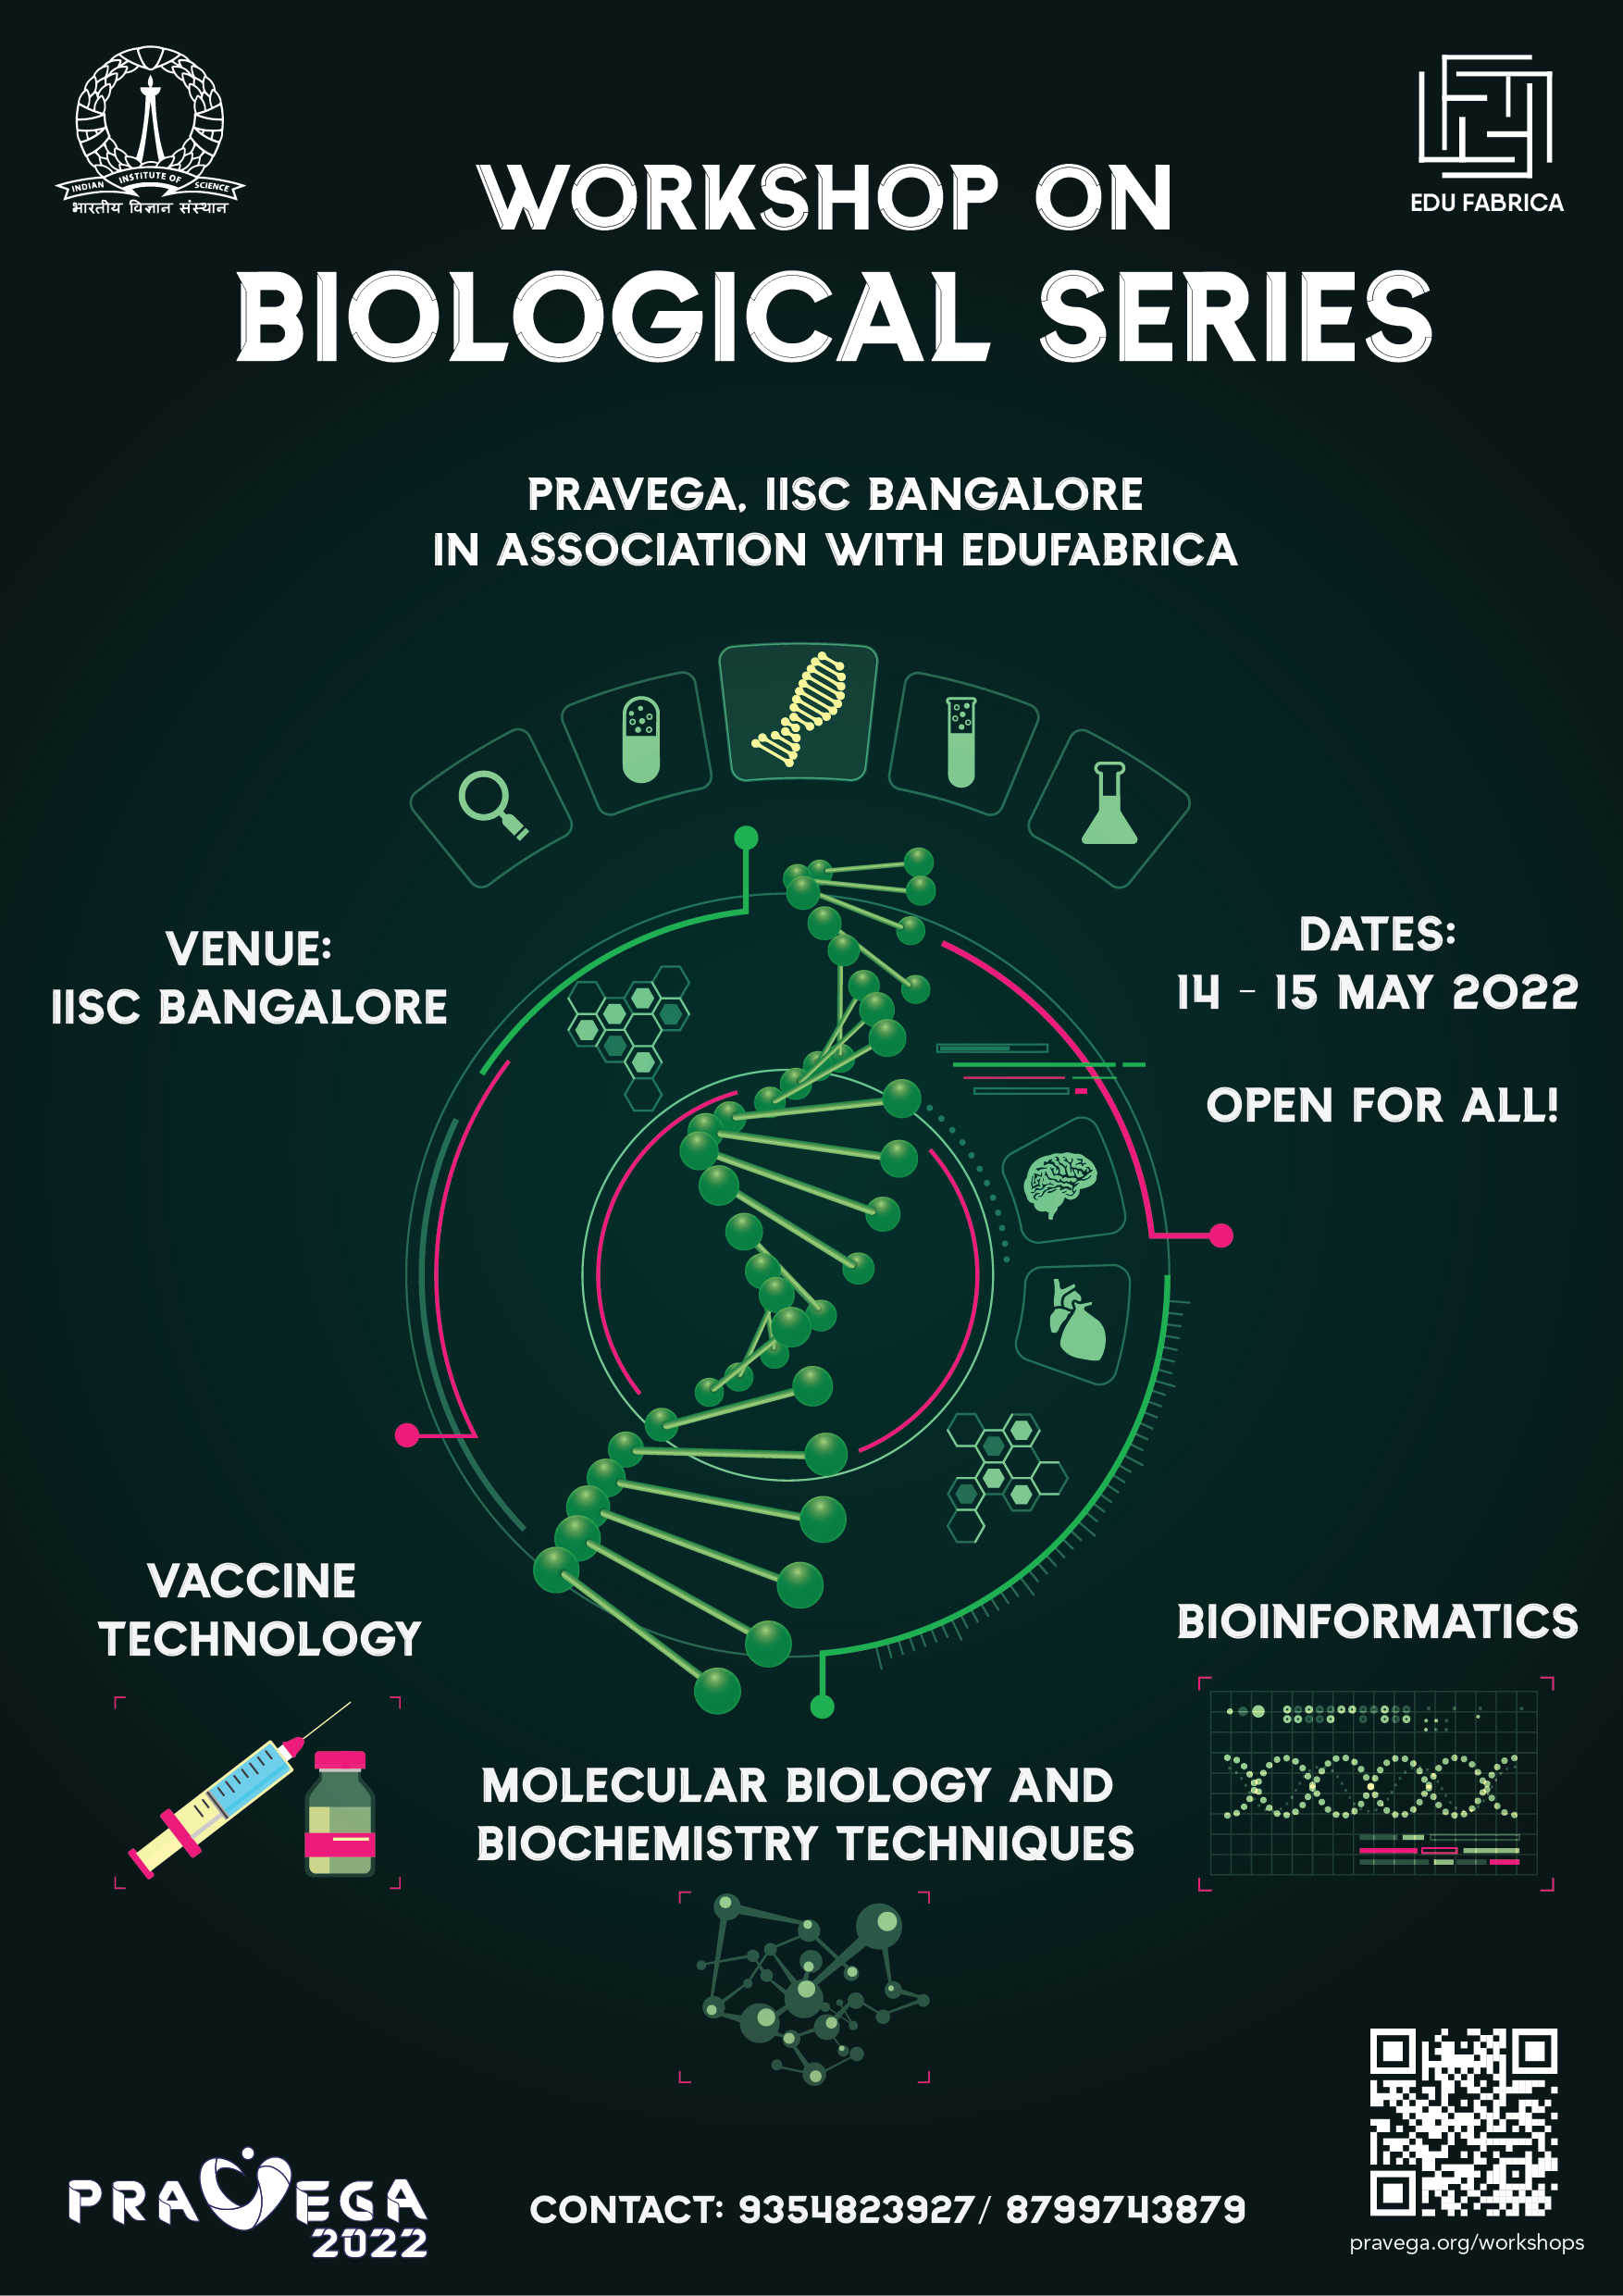 INDIAN INSTITUTE OF SCIENCE
भारतीय विज्ञान संस्थान
EDU FABRICA
WORKSHOP ON
BIOLOGICAL SERIES
PRAVEGA, IISC BANGALORE
IN ASSOCIATION WITH EDUFABRICA
VENUE:
IISC BANGALORE
DATES:
14 - 15 MAY 2022
OPEN FOR ALL!
VACCINE
TECHNOLOGY
BIOINFORMATICS
MOLECULAR BIOLOGY AND
BIOCHEMISTRY TECHNIQUES
PRAVEGA
2022
CONTACT: 9354823927/ 8799743879
pravega.org/workshops